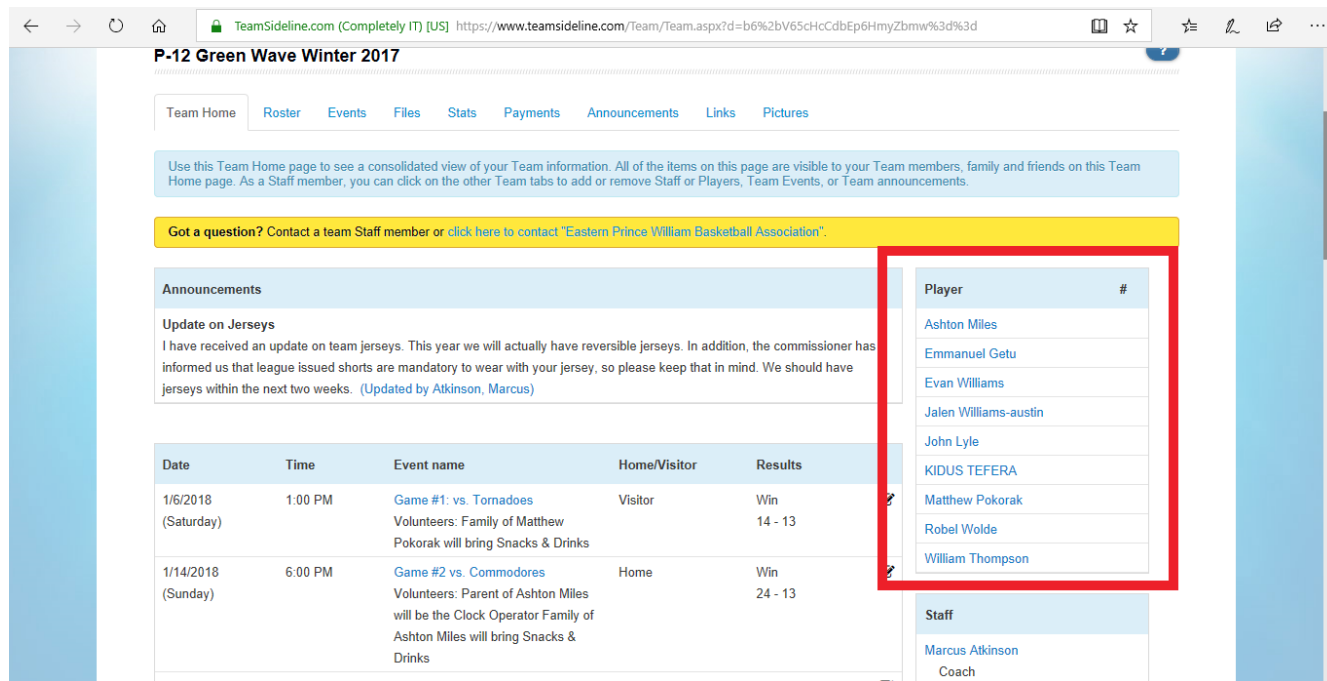 TeamSideline.com (Completely IT) [US] https://www.teamsideline.com/Team/Team.aspx?d=b6%2bV65cHcCdbEp6HmyZbmw%3d%3d
P-12 Green Wave Winter 2017
?
Team Home Roster Events Files Stats Payments Announcements Links Pictures
Use this Team Home page to see a consolidated view of your Team information. All of the items on this page are visible to your Team members, family and friends on this Team
Home page. As a Staff member, you can click on the other Team tabs to add or remove Staff or Players, Team Events, or Team announcements.
Got a question? Contact a team Staff member or click here to contact "Eastern Prince William Basketball Association".
Announcements
Update on Jerseys
I have received an update on team jerseys. This year we will actually have reversible jerseys. In addition, the commissioner has
informed us that league issued shorts are mandatory to wear with your jersey, so please keep that in mind. We should have
jerseys within the next two weeks. (Updated by Atkinson, Marcus)
Date Time Event name Home/Visitor Results
1/6/2018 1:00 PM Game #1: vs. Tornadoes Visitor Win
(Saturday) Volunteers: Family of Matthew 14 - 13
Pokorak will bring Snacks & Drinks
1/14/2018 6:00 PM Game #2 vs. Commodores Home Win
(Sunday) Volunteers: Parent of Ashton Miles 24 - 13
will be the Clock Operator Family of
Ashton Miles will bring Snacks &
Drinks
Player #
Ashton Miles
Emmanuel Getu
Evan Williams
Jalen Williams-austin
John Lyle
KIDUS TEFERA
Matthew Pokorak
Robel Wolde
William Thompson
Staff
Marcus Atkinson
Coach